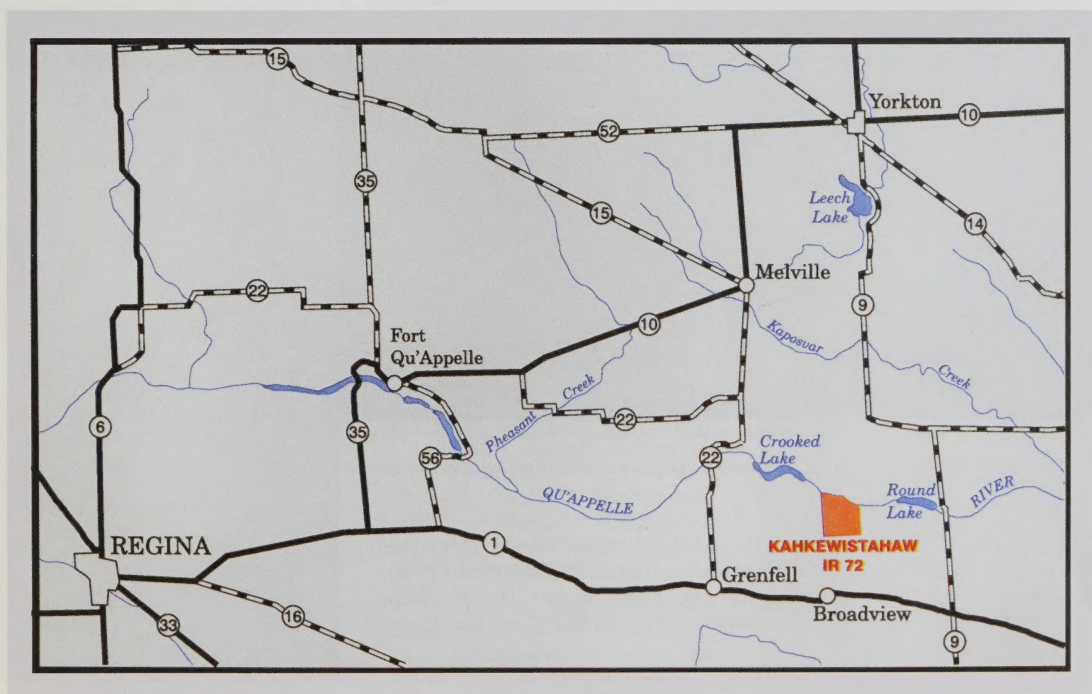 15
10
Yorkton
52
35
15
Leech
Lake
14
Melville
22
9
10
Kaposvar
Fort
Qu'Appelle
Creek
Creek
6
35
Pheasant
22
56
22
Crooked
Lake
QU'APPELLE
Round
Lake
RIVER
REGINA
1
KAHKEWISTAHAW
IR 72
Grenfell
Broadview
16
33
9